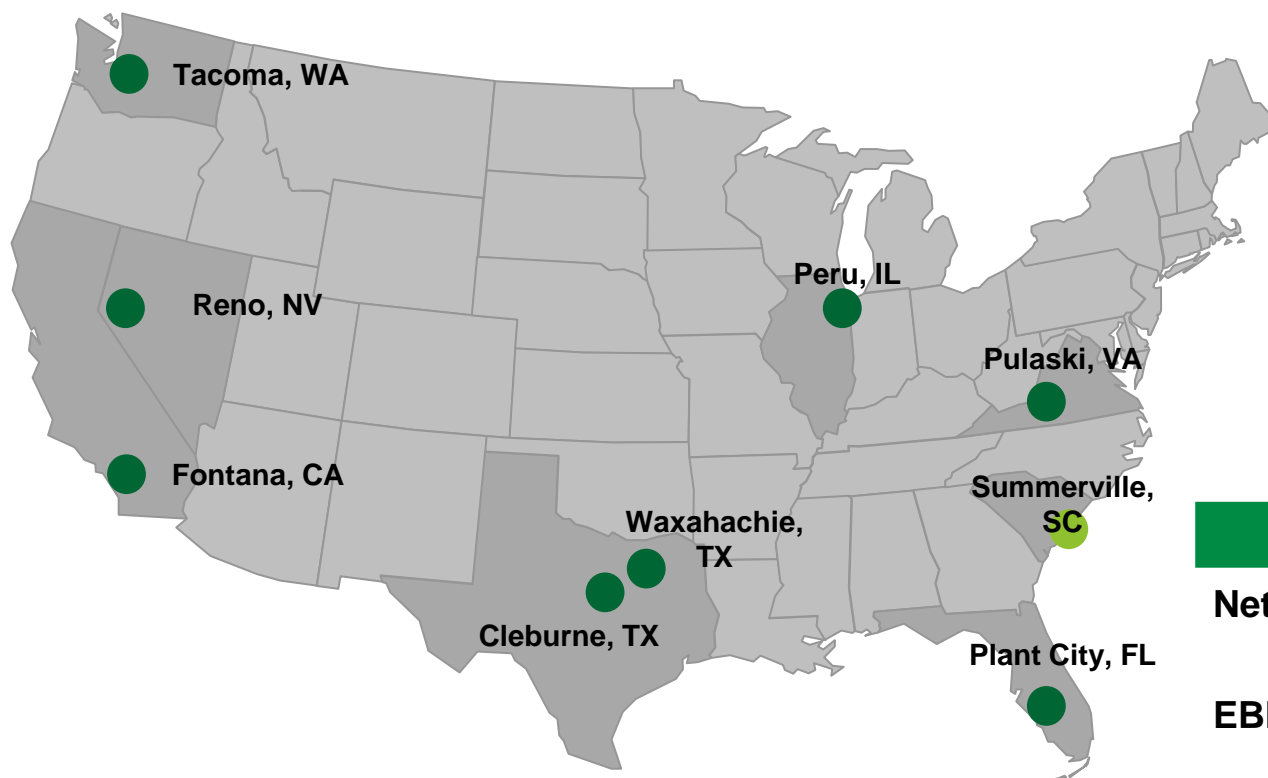 Tacoma, WA
Peru, IL
Reno, NV
Pulaski, VA
Fontana, CA
Summerville,
SC
Waxahachie,
TX
Net
Cleburne, TX
Plant City, FL